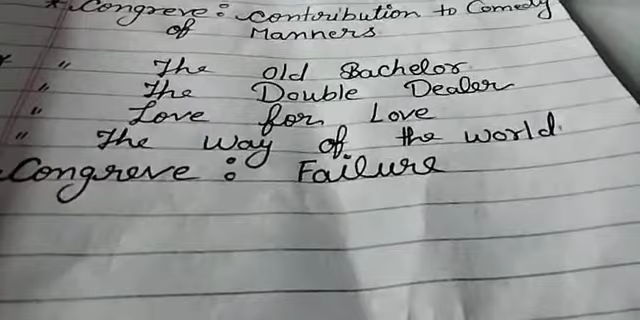 * Congreve : contribution to Comedy
of Manners
* " The Old Bachelor
" The Double Dealer
" Love for Love
" The Way of the world.
Congreve : Failure